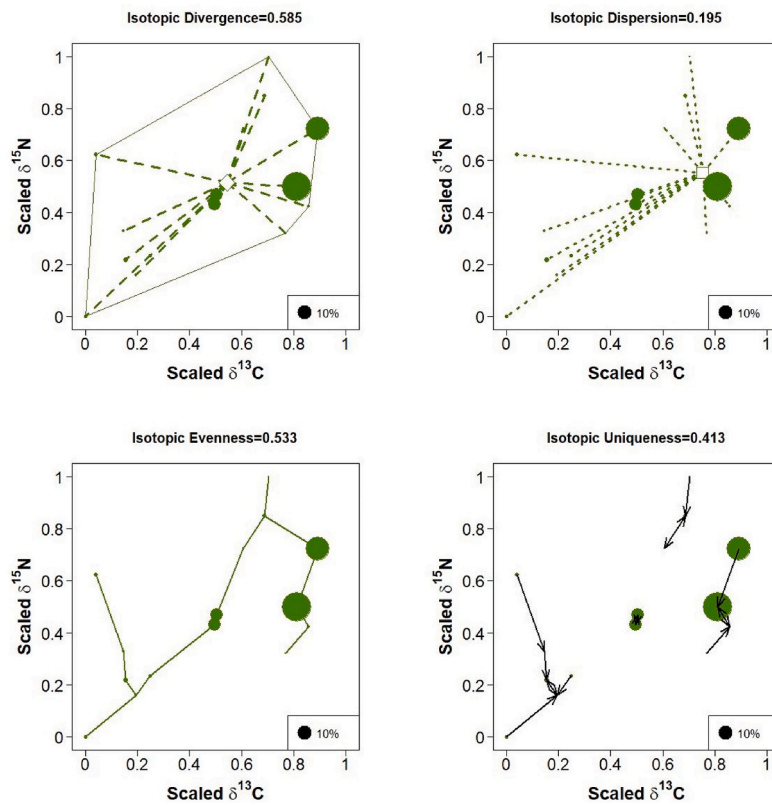 Isotopic Divergence=0.585
1
0.8
0.6
0.4
0.2
0
Scaled δ15N
10%
0 0.2 0.4 0.6 0.8 1
Scaled δ13C
Isotopic Dispersion=0.195
1
0.8
0.6
0.4
0.2
0
Scaled δ15N
10%
0 0.2 0.4 0.6 0.8 1
Scaled δ13C
Isotopic Evenness=0.533
1
0.8
0.6
0.4
0.2
0
Scaled δ15N
10%
0 0.2 0.4 0.6 0.8 1
Scaled δ13C
Isotopic Uniqueness=0.413
1
0.8
0.6
0.4
0.2
0
Scaled δ15N
10%
0 0.2 0.4 0.6 0.8 1
Scaled δ13C